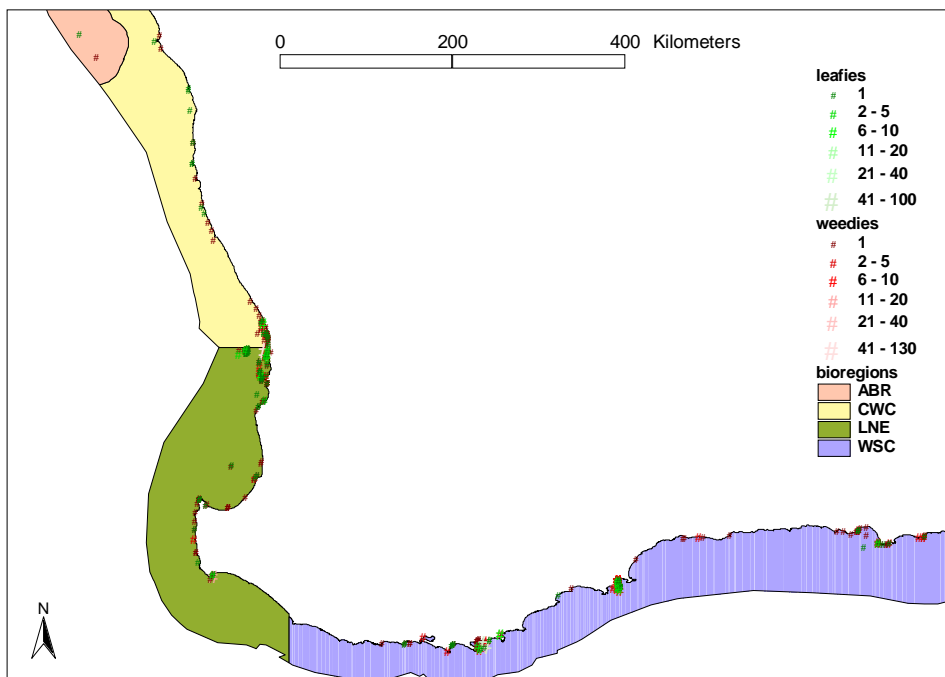 0 200 400 Kilometers
leafies
# 1
# 2 - 5
# 6 - 10
# 11 - 20
# 21 - 40
# 41 - 100
weedies
# 1
# 2 - 5
# 6 - 10
# 11 - 20
# 21 - 40
# 41 - 130
bioregions
ABR
CWC
LNE
WSC
N